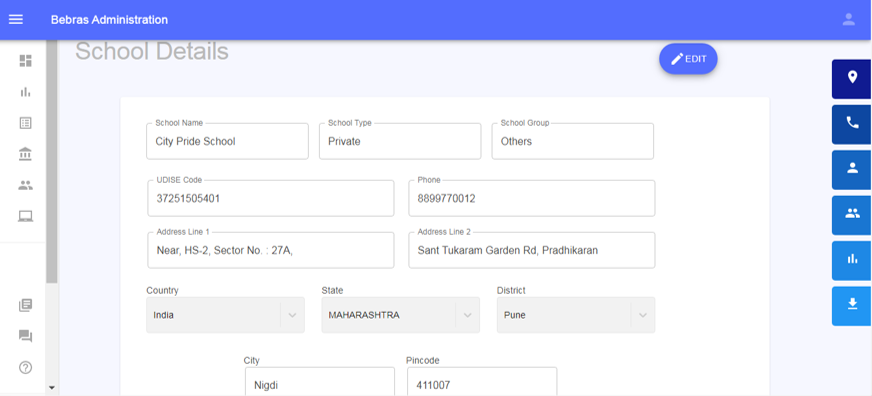 Bebras Administration
School Details
EDIT
School Name School Type School Group
City Pride School Private Others
UDISE Code Phone
37251505401 8899770012
Address Line 1 Address Line 2
Near, HS-2, Sector No. : 27A, Sant Tukaram Garden Rd, Pradhikaran
Country State District
India MAHARASHTRA Pune
City Pincode
Nigdi 411007